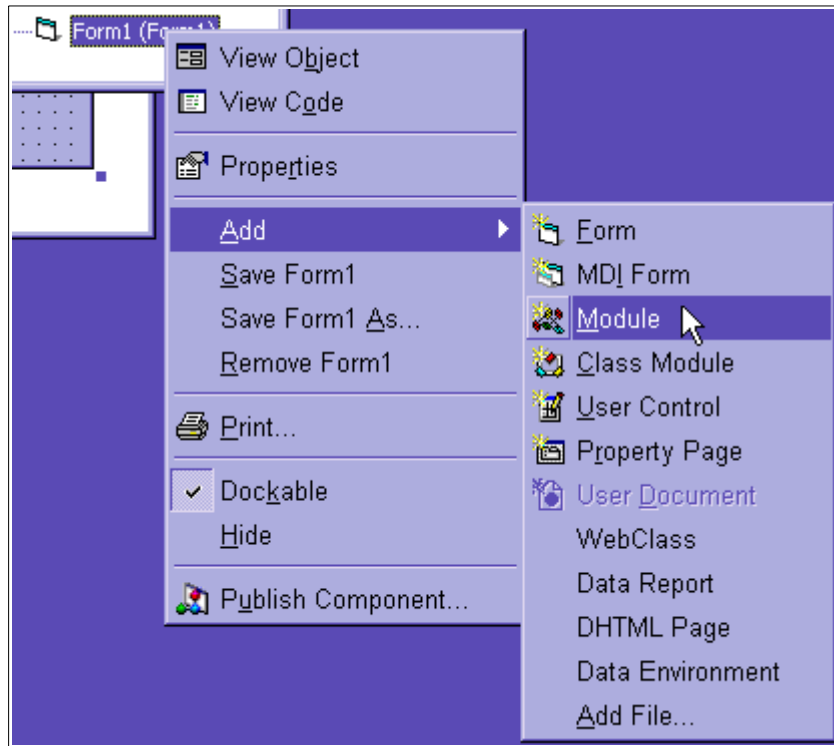 Form1 (Form1)
View Object
View Code
Properties
Add
Save Form1
Save Form1 As...
Remove Form1
Print...
Dockable
Hide
Publish Component...
Form
MDI Form
Module
Class Module
User Control
Property Page
User Document
WebClass
Data Report
DHTML Page
Data Environment
Add File...